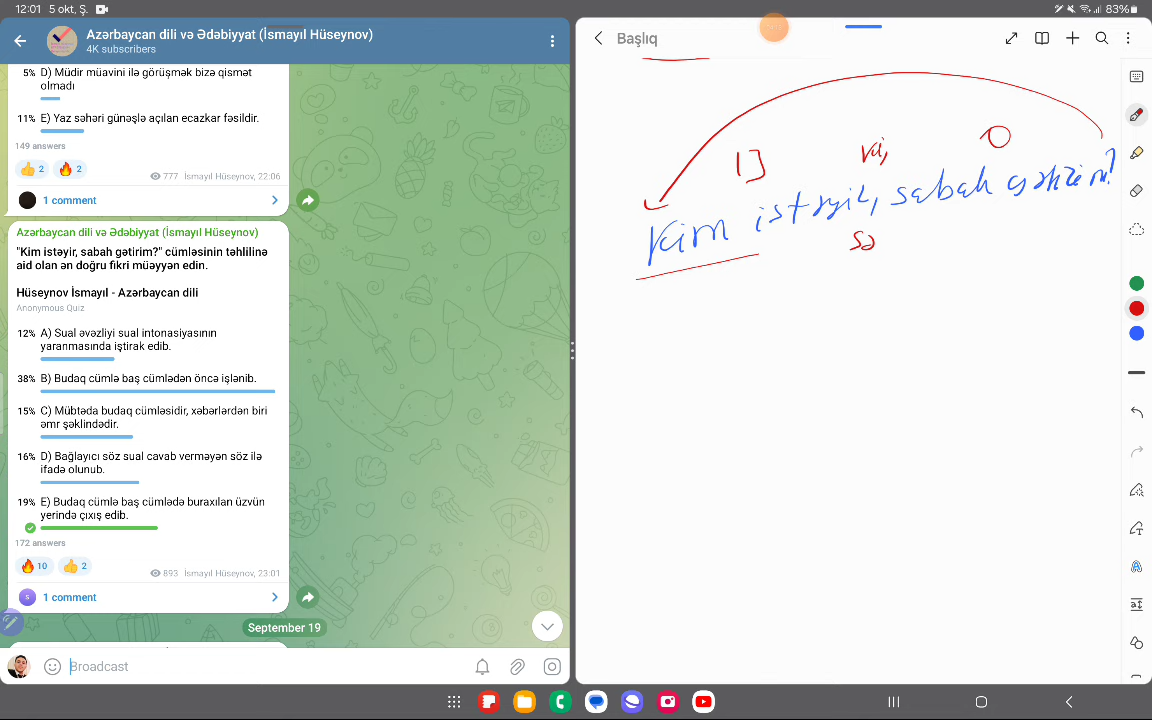 12:01 5 okt, Ş. 83%
Azərbaycan dili və Ədəbiyyat (İsmayıl Hüseynov)
4K subscribers
5% D) Müdir müavini ilə görüşmək bizə qismət
olmadı
11% E) Yaz səhəri günəşlə açılan ecazkar fəsildir.
149 answers
2 2
777 İsmayıl Hüseynov, 22:06
1 comment
Azərbaycan dili və Ədəbiyyat (İsmayıl Hüseynov)
"Kim istəyir, sabah gətirim?" cümləsinin təhlilinə
aid olan ən doğru fikri müəyyən edin.
Hüseynov İsmayıl - Azərbaycan dili
Anonymous Quiz
12% A) Sual əvəzliyi sual intonasiyasının
yaranmasında iştirak edib.
38% B) Budaq cümlə baş cümlədən öncə işlənib.
15% C) Mübtəda budaq cümləsidir, xəbərlərdən biri
əmr şəklindədir.
16% D) Bağlayıcı söz sual cavab verməyən söz ilə
ifadə olunub.
19% E) Budaq cümlə baş cümlədə buraxılan üzvün
yerində çıxış edib.
172 answers
10 2
893 İsmayıl Hüseynov, 23:01
S 1 comment
September 19
Broadcast
Başlıq
Kim istəyir, sabah gətirim?
sə